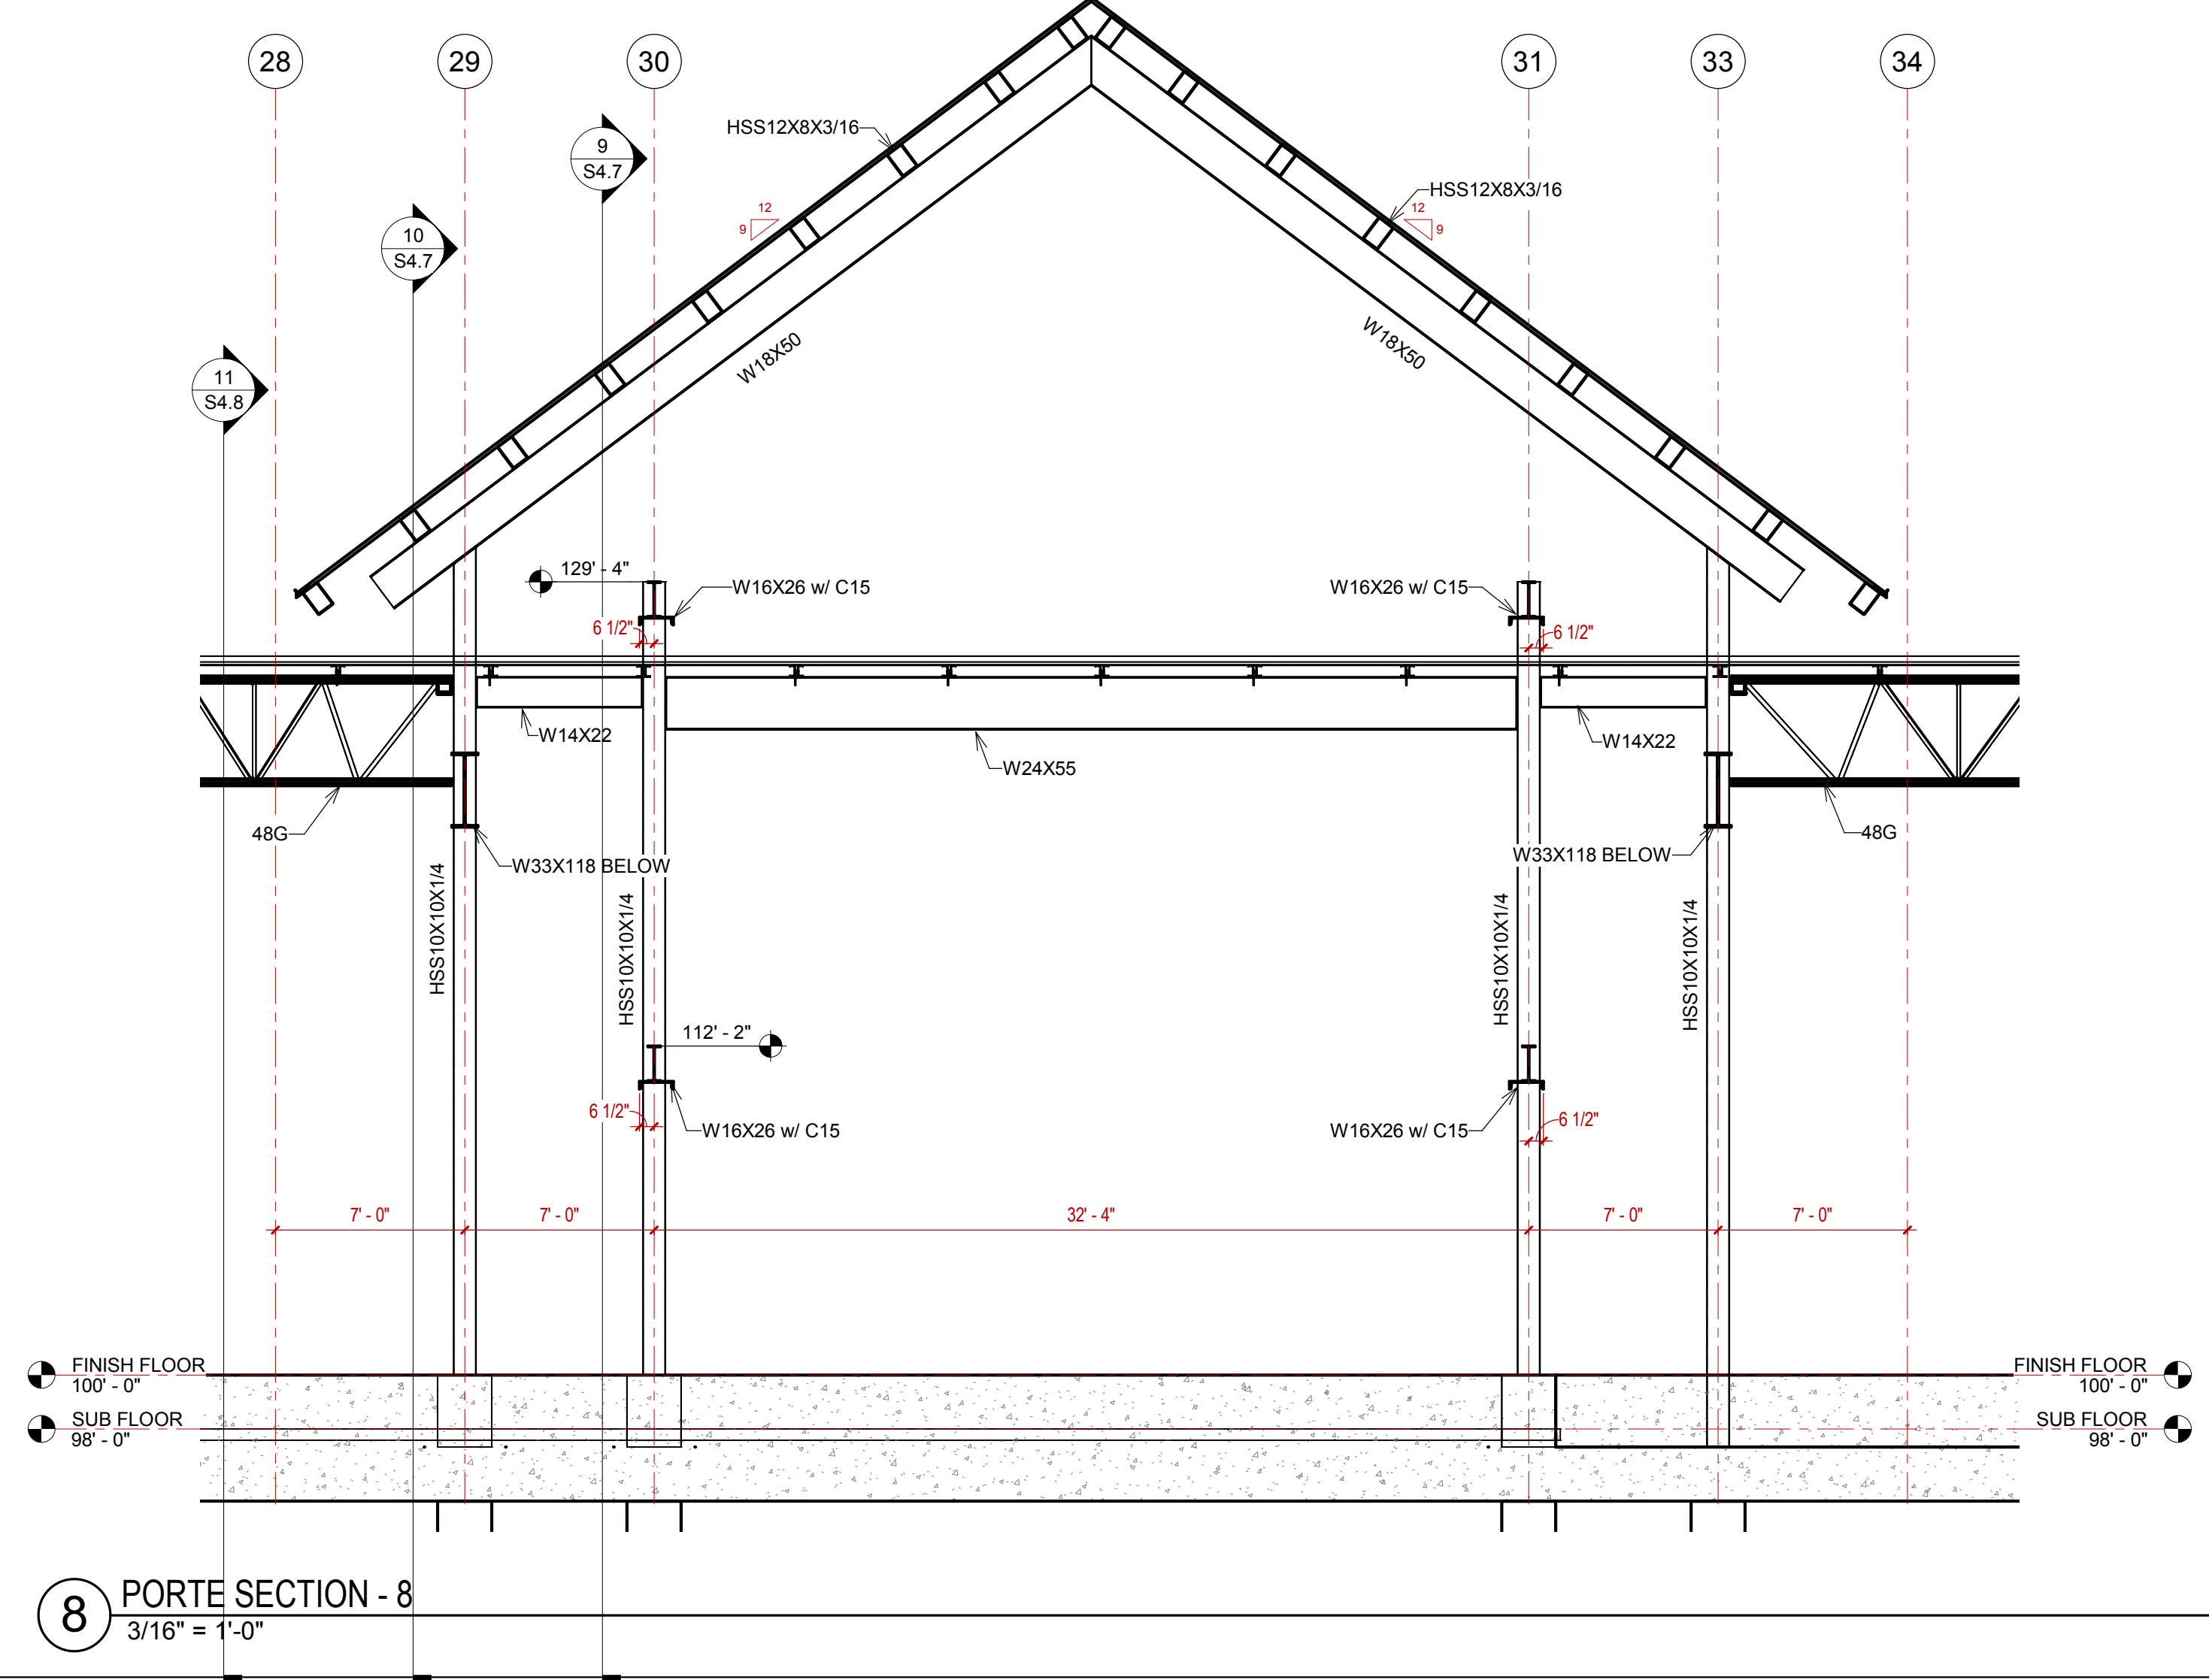 28
29
30
31
33
34
9
S4.7
HSS12X8X3/16
HSS12X8X3/16
12
9
12
9
10
S4.7
W18X50
W18X50
11
S4.8
129' - 4"
W16X26 w/ C15
W16X26 w/ C15
6 1/2"
6 1/2"
W14X22
W14X22
W24X55
48G
48G
W33X118 BELOW
W33X118 BELOW
HSS10X10X1/4
HSS10X10X1/4
HSS10X10X1/4
HSS10X10X1/4
112' - 2"
6 1/2"
6 1/2"
W16X26 w/ C15
W16X26 w/ C15
7' - 0"
7' - 0"
32' - 4"
7' - 0"
7' - 0"
FINISH FLOOR
100' - 0"
FINISH FLOOR
100' - 0"
SUB FLOOR
98' - 0"
SUB FLOOR
98' - 0"
8
PORTE SECTION - 8
3/16" = 1'-0"